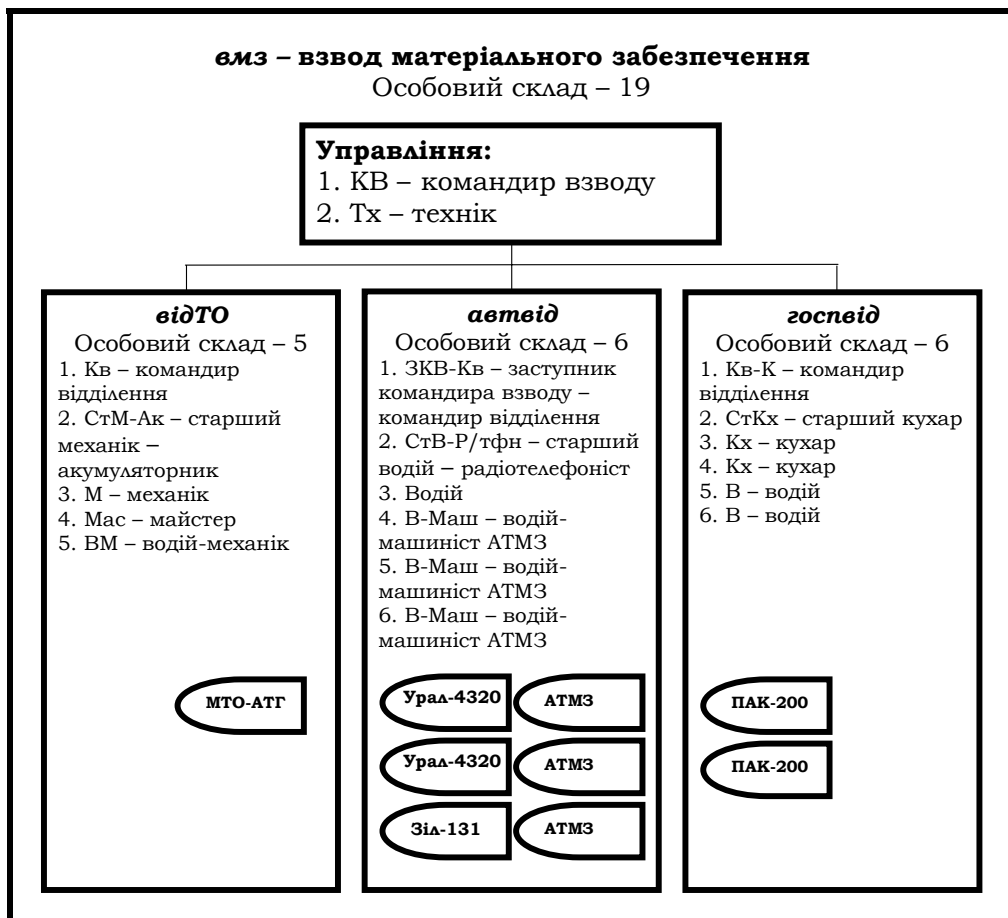 вмз – взвод матеріального забезпечення
Особовий склад – 19
Управління:
1. КВ – командир взводу
2. Тх – технік
відТО
Особовий склад – 5
1. Кв – командир
відділення
2. СтМ-Ак – старший
механік –
акумуляторник
3. М – механік
4. Мас – майстер
5. ВМ – водій-механік
МТО-АТГ
автвід
Особовий склад – 6
1. ЗКВ-Кв – заступник
командира взводу –
командир відділення
2. СтВ-Р/тфн – старший
водій – радіотелефоніст
3. Водій
4. В-Маш – водій-
машиніст АТМЗ
5. В-Маш – водій-
машиніст АТМЗ
6. В-Маш – водій-
машиніст АТМЗ
Урал-4320 АТМЗ
Урал-4320 АТМЗ
Зіл-131 АТМЗ
госпвід
Особовий склад – 6
1. Кв-К – командир
відділення
2. СтКх – старший кухар
3. Кх – кухар
4. Кх – кухар
5. В – водій
6. В – водій
ПАК-200
ПАК-200